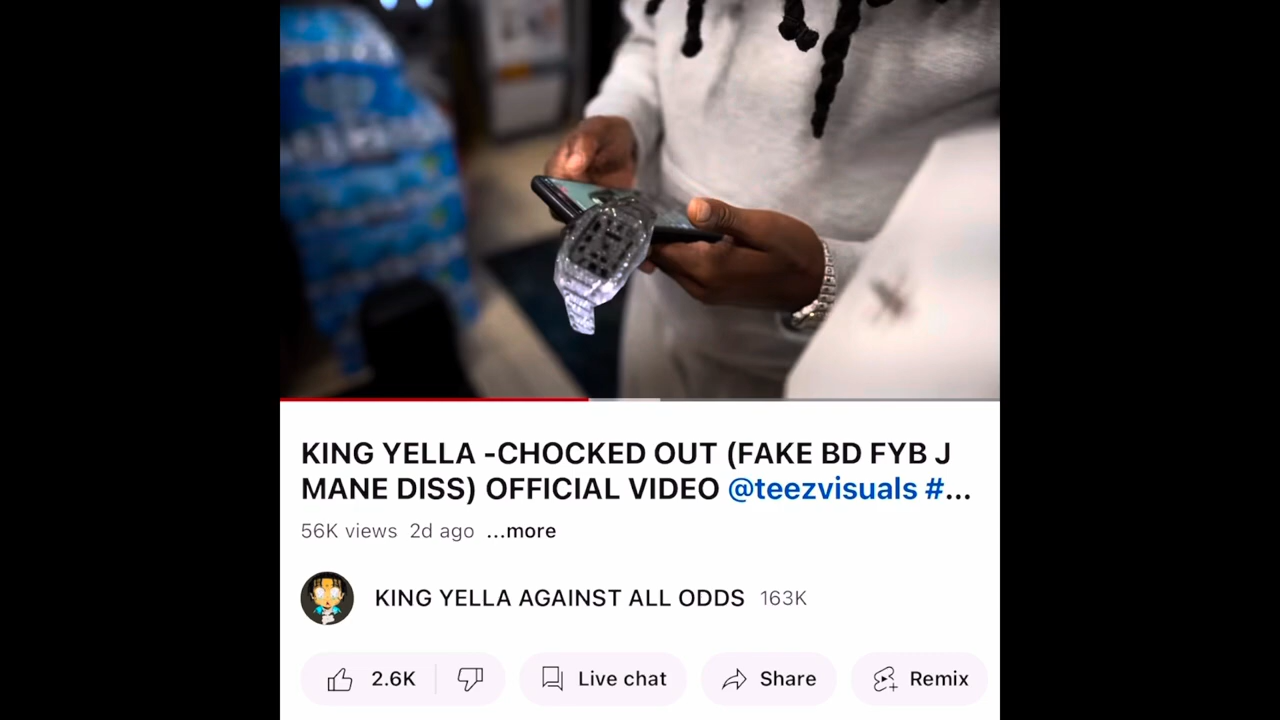 KING YELLA -CHOCKED OUT (FAKE BD FYB J
MANE DISS) OFFICIAL VIDEO @teezvisuals #...
56K views 2d ago ...more
KING YELLA AGAINST ALL ODDS 163K
2.6K Live chat Share Remix